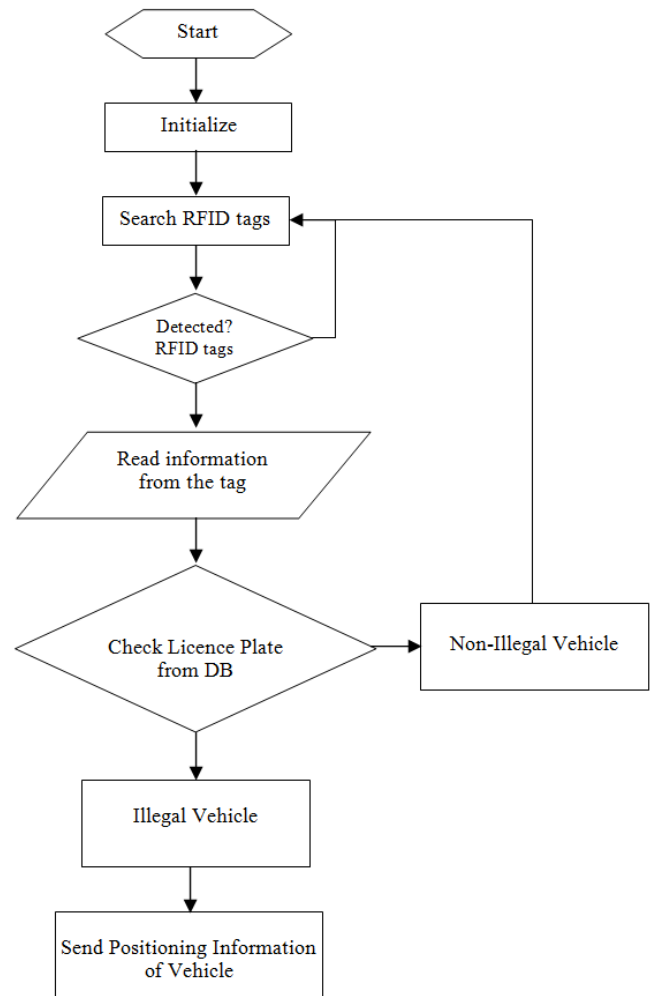 Start
Initialize
Search RFID tags
Detected?
RFID tags
Read information
from the tag
Check Licence Plate
from DB
Non-Illegal Vehicle
Illegal Vehicle
Send Positioning Information
of Vehicle